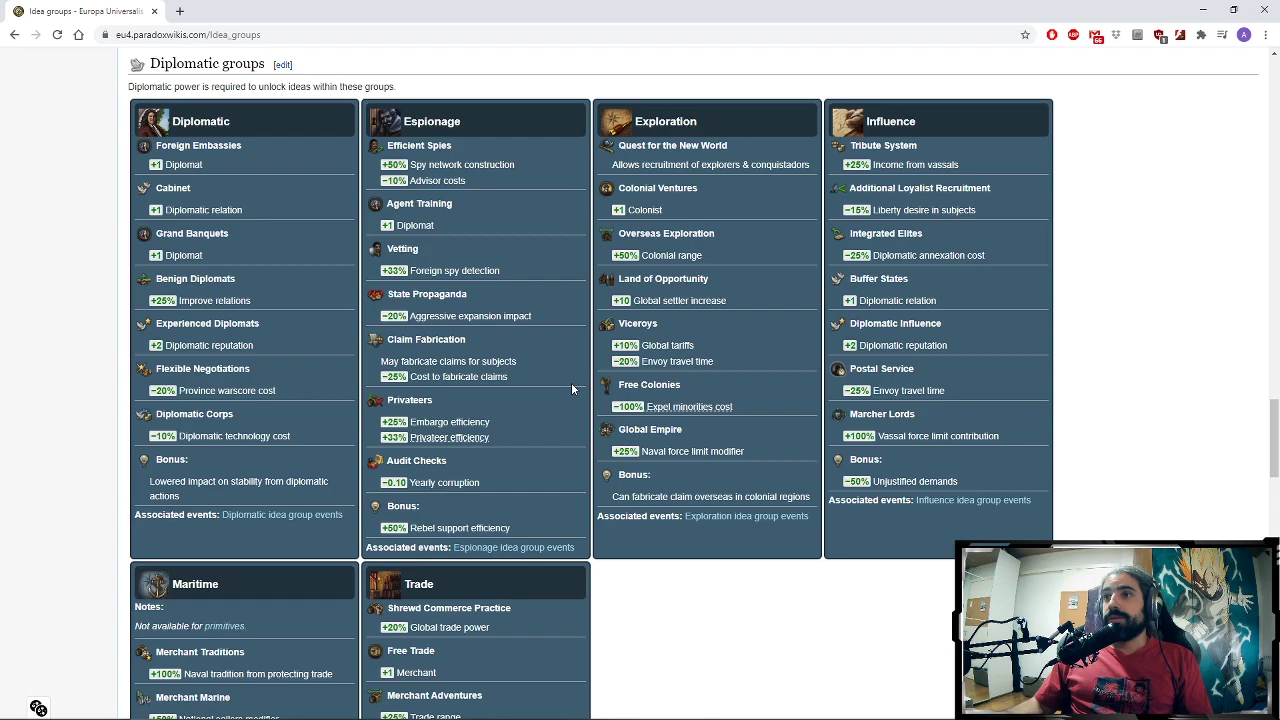 Idea groups - Europa Universalis
eu4.paradoxwikis.com/Idea_groups
66
1
A
Diplomatic groups [edit]
Diplomatic power is required to unlock ideas within these groups.
Diplomatic
Foreign Embassies
+1 Diplomat
Cabinet
+1 Diplomatic relation
Grand Banquets
+1 Diplomat
Benign Diplomats
+25% Improve relations
Experienced Diplomats
+2 Diplomatic reputation
Flexible Negotiations
−20% Province warscore cost
Diplomatic Corps
−10% Diplomatic technology cost
Bonus:
Lowered impact on stability from diplomatic
actions
Associated events: Diplomatic idea group events
Espionage
Efficient Spies
+50% Spy network construction
−10% Advisor costs
Agent Training
+1 Diplomat
Vetting
+33% Foreign spy detection
State Propaganda
−20% Aggressive expansion impact
Claim Fabrication
May fabricate claims for subjects
−25% Cost to fabricate claims
Privateers
+25% Embargo efficiency
+33% Privateer efficiency
Audit Checks
−0.10 Yearly corruption
Bonus:
+50% Rebel support efficiency
Associated events: Espionage idea group events
Exploration
Quest for the New World
Allows recruitment of explorers & conquistadors
Colonial Ventures
+1 Colonist
Overseas Exploration
+50% Colonial range
Land of Opportunity
+10 Global settler increase
Viceroys
+10% Global tariffs
−20% Envoy travel time
Free Colonies
−100% Expel minorities cost
Global Empire
+25% Naval force limit modifier
Bonus:
Can fabricate claim overseas in colonial regions
Associated events: Exploration idea group events
Influence
Tribute System
+25% Income from vassals
Additional Loyalist Recruitment
−15% Liberty desire in subjects
Integrated Elites
−25% Diplomatic annexation cost
Buffer States
+1 Diplomatic relation
Diplomatic Influence
+2 Diplomatic reputation
Postal Service
−25% Envoy travel time
Marcher Lords
+100% Vassal force limit contribution
Bonus:
−50% Unjustified demands
Associated events: Influence idea group events
Maritime
Notes:
Not available for primitives.
Merchant Traditions
+100% Naval tradition from protecting trade
Merchant Marine
+50% National sailors modifier
Trade
Shrewd Commerce Practice
+20% Global trade power
Free Trade
+1 Merchant
Merchant Adventures
+25% Trade range